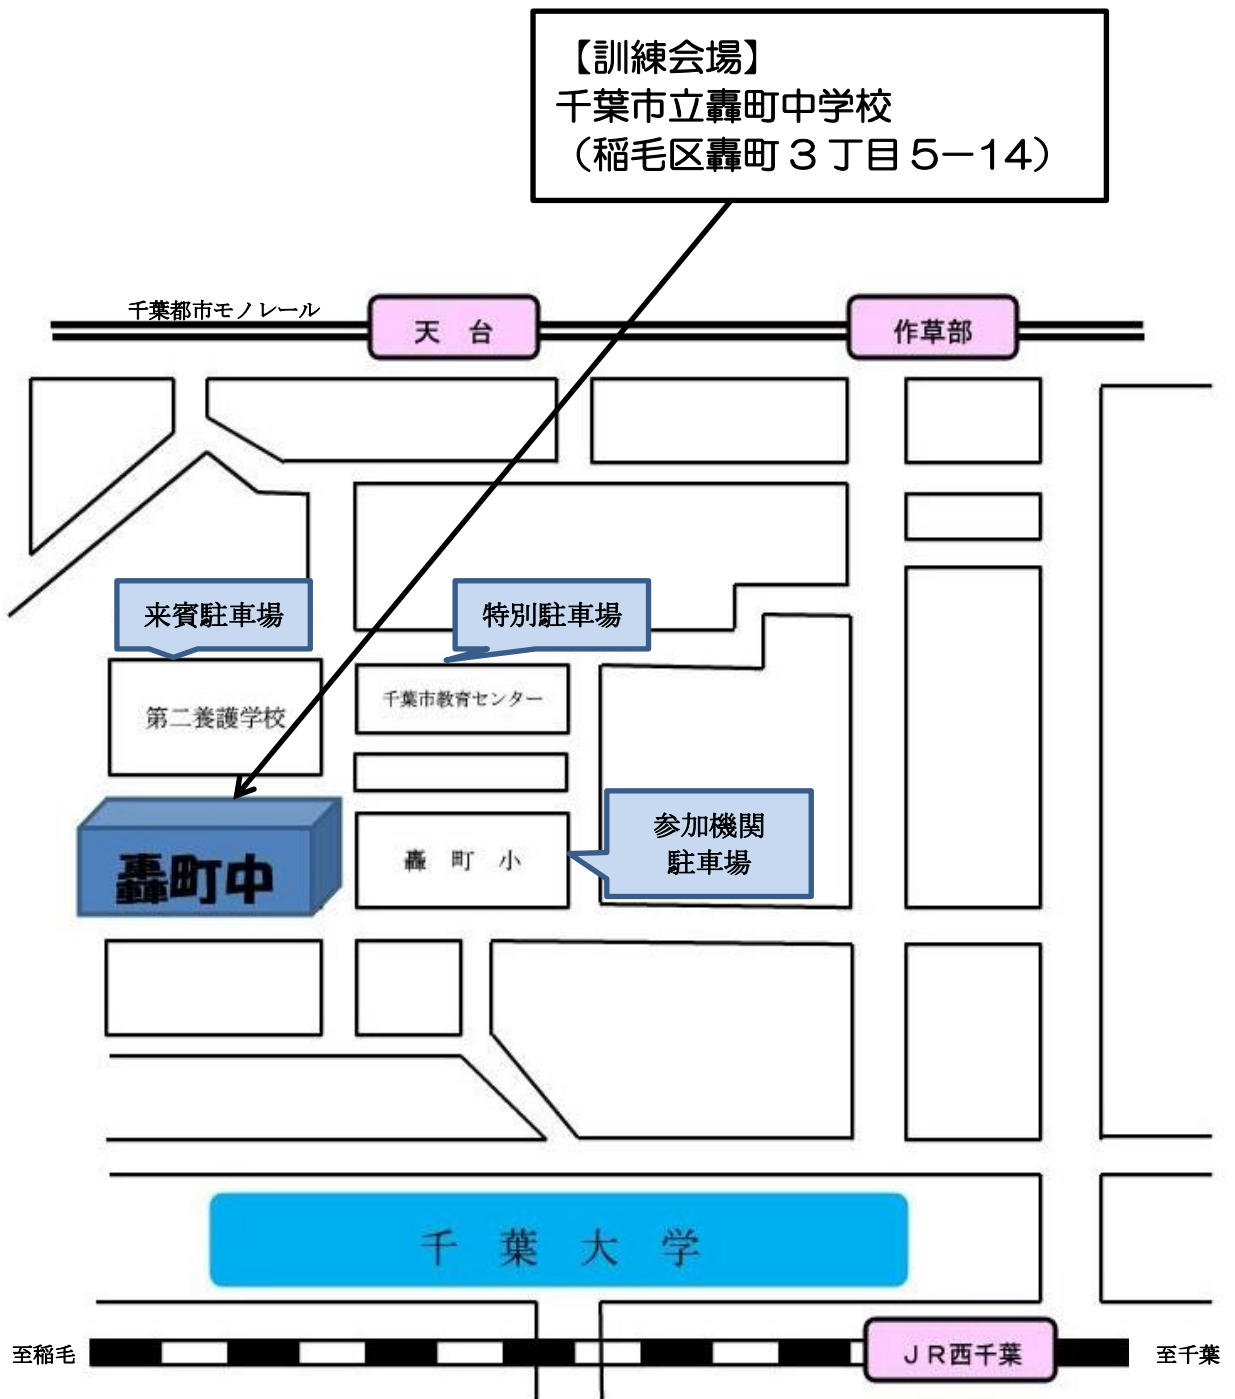 【訓練会場】
千葉市立轟町中学校
（稲毛区轟町３丁目５－１４）
千葉都市モノレール
天　台
作草部
来賓駐車場
特別駐車場
第二養護学校
千葉市教育センター
轟町中
轟　町　小
参加機関
駐車場
千　葉　大　学
至稲毛
ＪＲ西千葉
至千葉